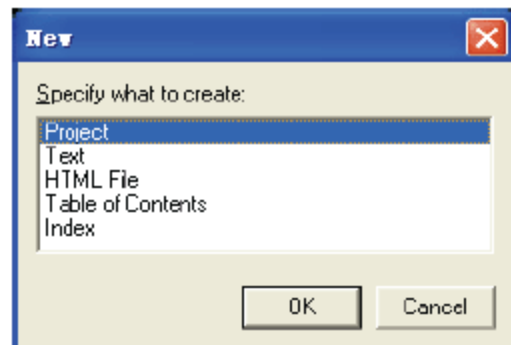 New
Specify what to create:
Project
Text
HTML File
Table of Contents
Index
OK
Cancel